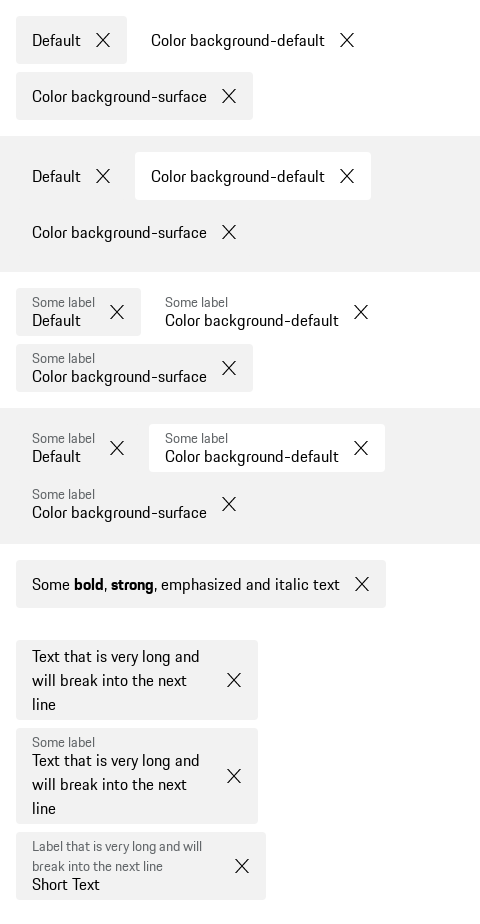 Default
Color background-default
Color background-surface
Default
Color background-default
Color background-surface
Some label
Default
Some label
Color background-default
Some label
Color background-surface
Some label
Default
Some label
Color background-default
Some label
Color background-surface
Some bold, strong, emphasized and italic text
Text that is very long and
will break into the next
line
Some label
Text that is very long and
will break into the next
line
Label that is very long and will
break into the next line
Short Text